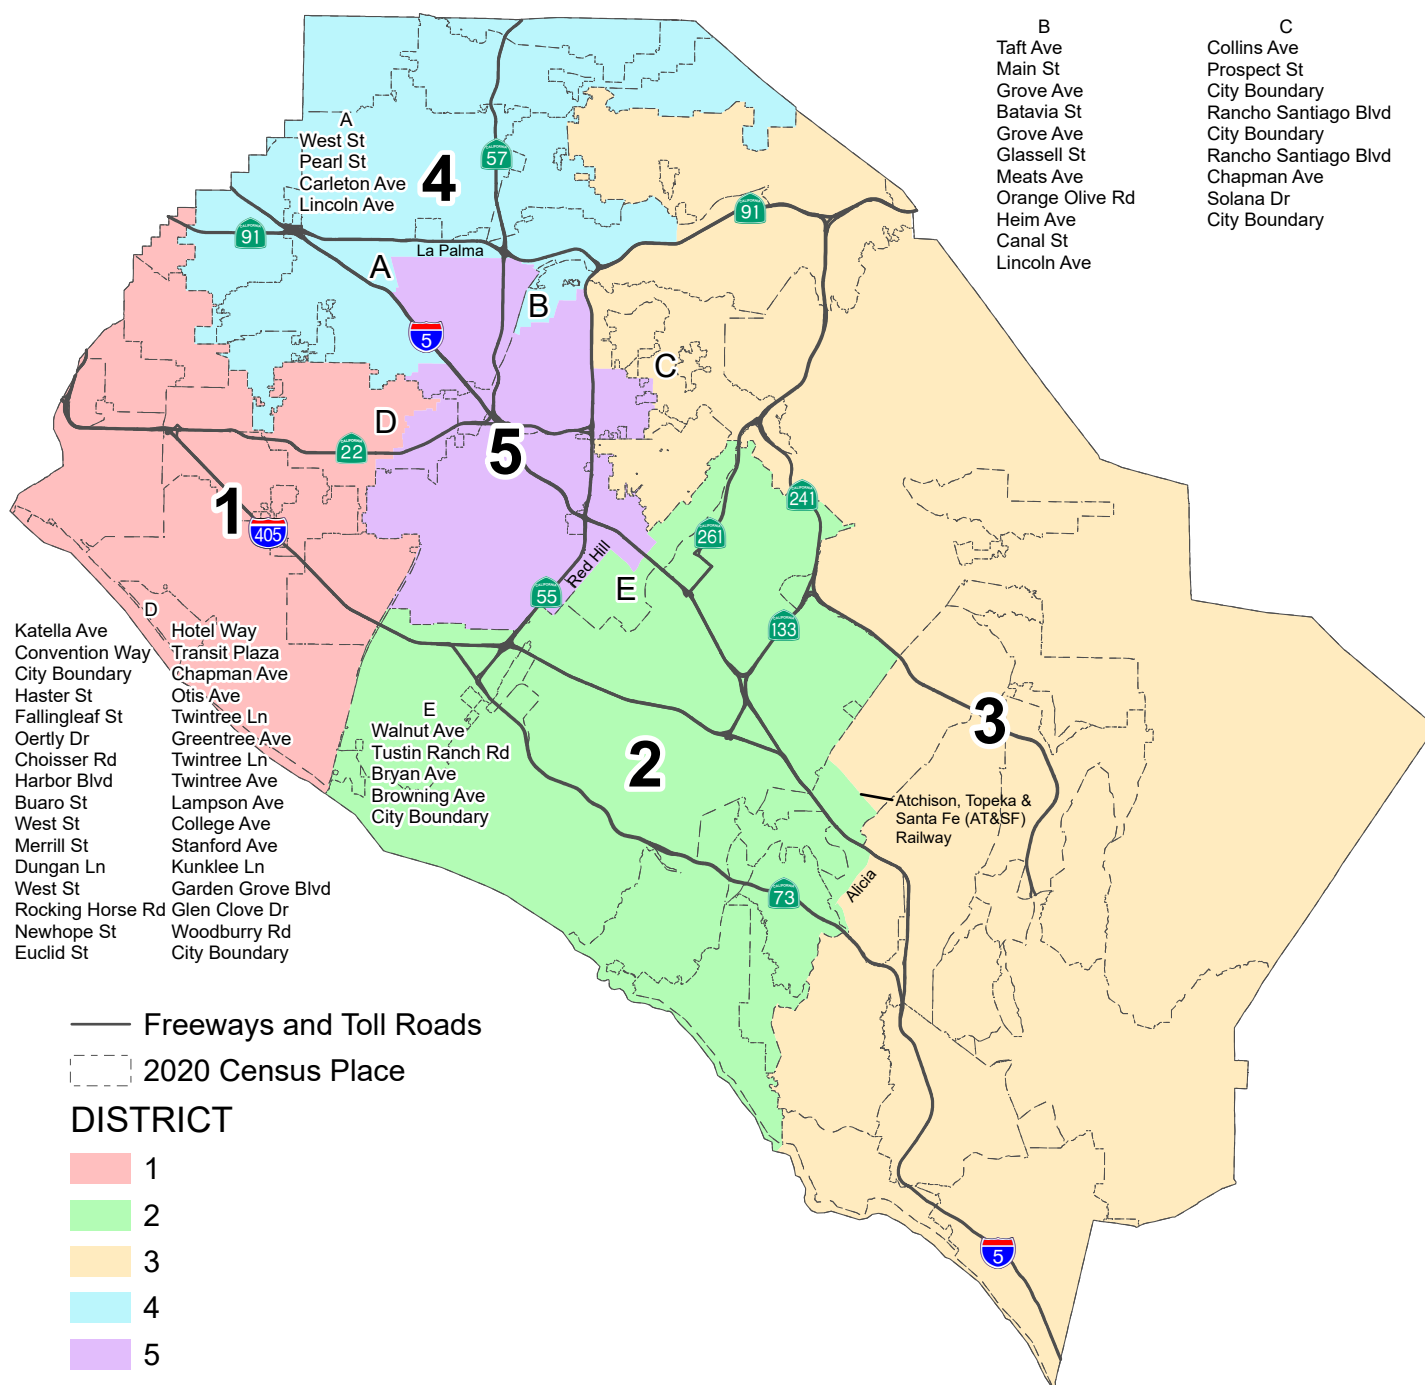 B
Taft Ave
Main St
Grove Ave
Batavia St
Grove Ave
Glassell St
Meats Ave
Orange Olive Rd
Heim Ave
Canal St
Lincoln Ave
C
Collins Ave
Prospect St
City Boundary
Rancho Santiago Blvd
City Boundary
Rancho Santiago Blvd
Chapman Ave
Solana Dr
City Boundary
A
West St
Pearl St
Carleton Ave
Lincoln Ave
4
CALIFORNIA
57
CALIFORNIA
91
CALIFORNIA
91
La Palma
A
B
5
C
D
CALIFORNIA
22
5
1
405
CALIFORNIA
241
CALIFORNIA
261
Red Hill
E
CALIFORNIA
55
CALIFORNIA
133
D
Katella Ave
Convention Way
City Boundary
Haster St
Fallingleaf St
Oertly Dr
Choisser Rd
Harbor Blvd
Buaro St
West St
Merrill St
Dungan Ln
West St
Rocking Horse Rd
Newhope St
Euclid St
Hotel Way
Transit Plaza
Chapman Ave
Otis Ave
Twintree Ln
Greentree Ave
Twintree Ln
Twintree Ave
Lampson Ave
College Ave
Stanford Ave
Kunklee Ln
Garden Grove Blvd
Glen Clove Dr
Woodburry Rd
City Boundary
E
Walnut Ave
Tustin Ranch Rd
Bryan Ave
Browning Ave
City Boundary
2
3
Atchison, Topeka &
Santa Fe (AT&SF)
Railway
Alicia
CALIFORNIA
73
5
Freeways and Toll Roads
2020 Census Place
DISTRICT
1
2
3
4
5